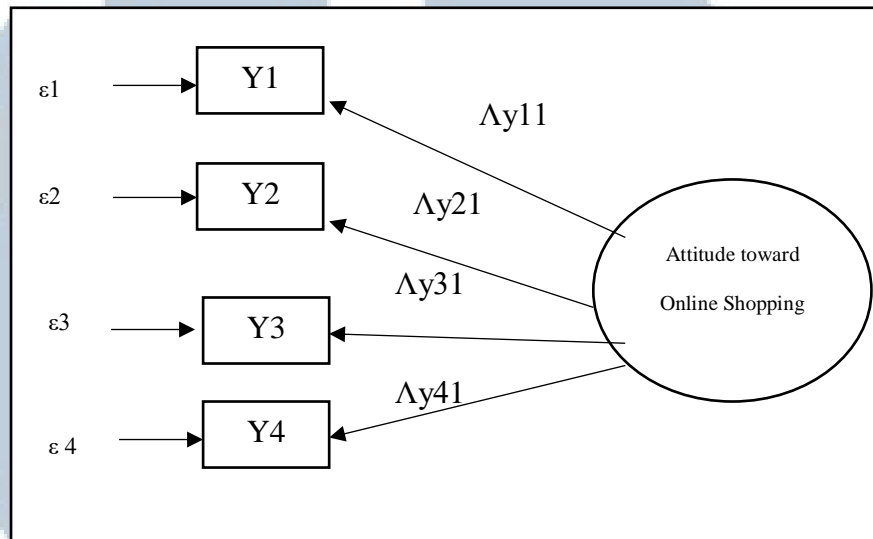 ε1
Y1
Λy11
ε2
Y2
Λy21
Attitude toward
Online Shopping
Λy31
ε3
Y3
Λy41
ε 4
Y4